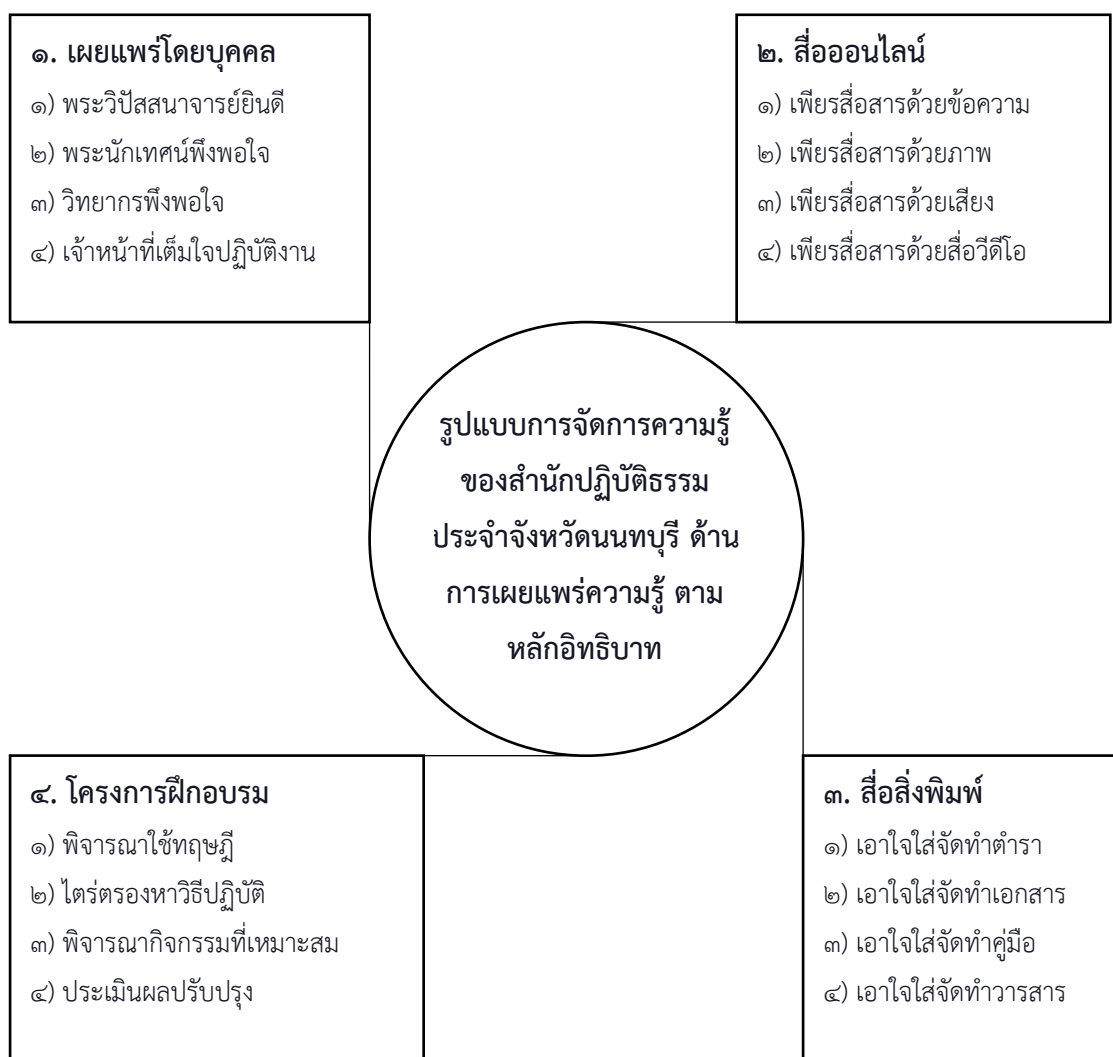 ๑. เผยแพร่โดยบุคคล
๑) พระวิปัสสนาจารย์ยินดี
๒) พระนักเทศน์พึงพอใจ
๓) วิทยากรพึงพอใจ
๔) เจ้าหน้าที่เต็มใจปฏิบัติงาน
๒. สื่อออนไลน์
๑) เพียรสื่อสารด้วยข้อความ
๒) เพียรสื่อสารด้วยภาพ
๓) เพียรสื่อสารด้วยเสียง
๔) เพียรสื่อสารด้วยสื่อวีดีโอ
รูปแบบการจัดการความรู้
ของสำนักปฏิบัติธรรม
ประจำจังหวัดนนทบุรี ด้าน
การเผยแพร่ความรู้ ตาม
หลักอิทธิบาท
๔. โครงการฝึกอบรม
๑) พิจารณาใช้ทฤษฎี
๒) ไตร่ตรองหาวิธีปฏิบัติ
๓) พิจารณากิจกรรมที่เหมาะสม
๔) ประเมินผลปรับปรุง
๓. สื่อสิ่งพิมพ์
๑) เอาใจใส่จัดทำตำรา
๒) เอาใจใส่จัดทำเอกสาร
๓) เอาใจใส่จัดทำคู่มือ
๔) เอาใจใส่จัดทำวารสาร